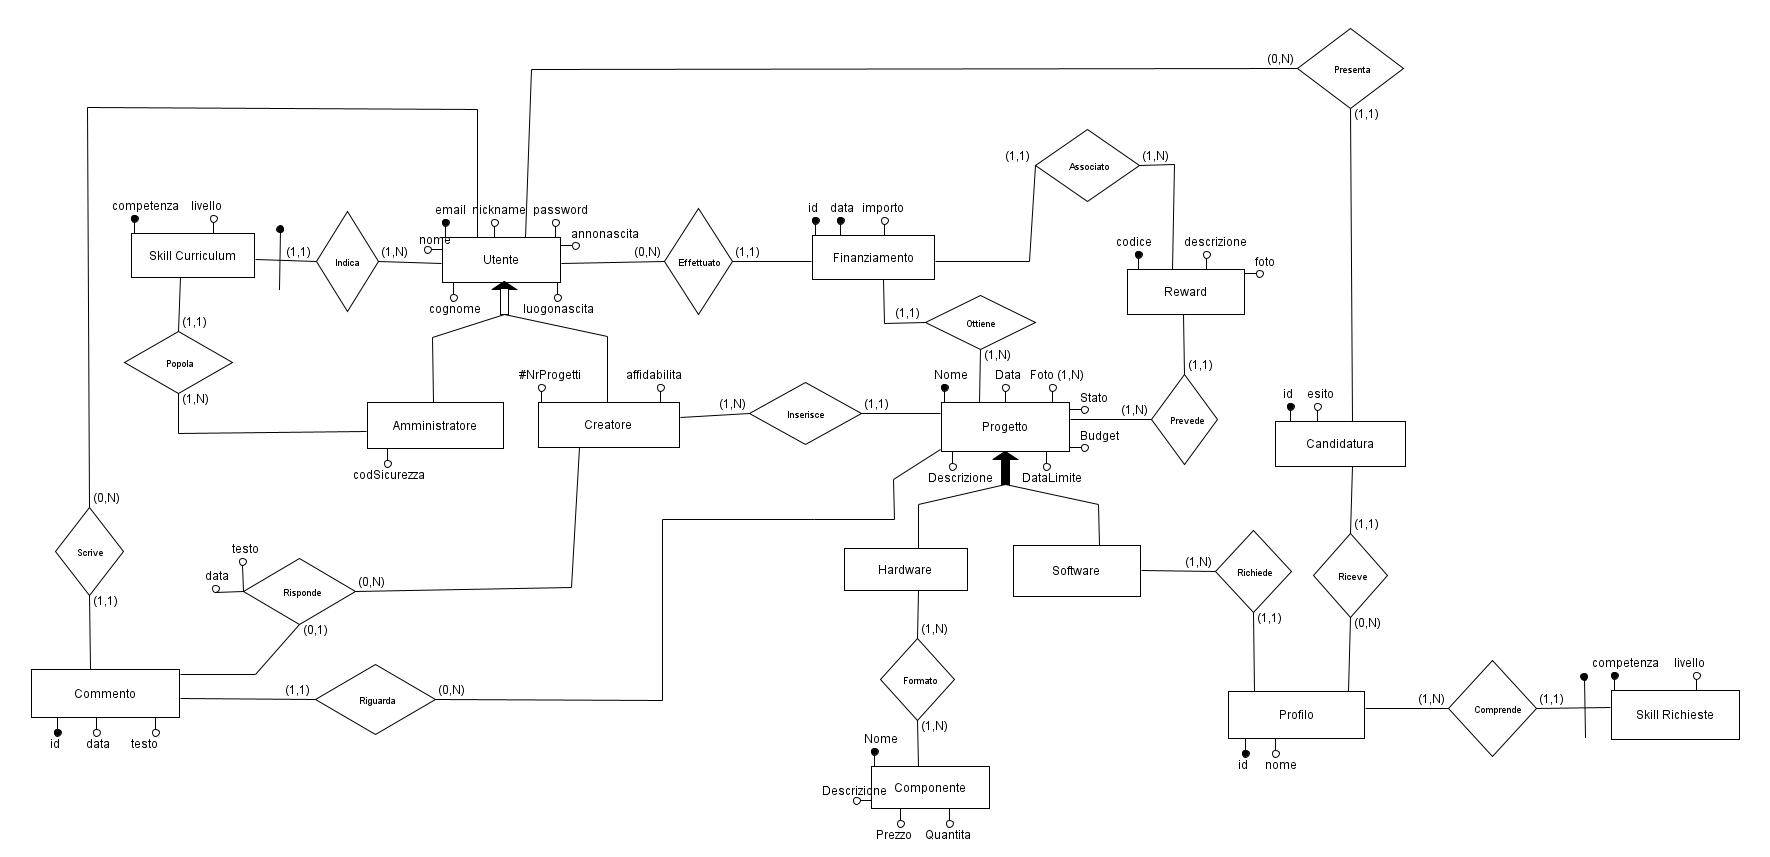 (0,N)
Presenta
(1,1)
(1,1)
Associato
(1,N)
competenza
livello
email
nickname
password
nome
annonascita
id
data
importo
Skill Curriculum
(1,1)
Indica
(1,N)
Utente
(0,N)
Effettuato
(1,1)
Finanziamento
codice
descrizione
foto
Reward
cognome
luogonascita
(1,1)
Popola
(1,N)
(1,1)
Ottiene
(1,N)
(1,1)
#NrProgetti
affidabilita
Nome
Data
Foto (1,N)
Stato
Budget
Amministratore
Creatore
(1,N)
Inserisce
(1,1)
Progetto
(1,N)
Prevede
id
esito
Candidatura
codSicurezza
Descrizione
DataLimite
(0,N)
Scrive
(1,1)
testo
data
Risponde
(0,N)
(0,1)
Hardware
Software
(1,N)
Richiede
(1,1)
(1,1)
Riceve
(0,N)
(1,N)
Formato
(1,N)
Commento
(1,1)
Riguarda
(0,N)
id
data
testo
Profilo
(1,N)
Comprende
(1,1)
competenza
livello
Skill Richieste
id
nome
Nome
Descrizione
Componente
Prezzo
Quantita